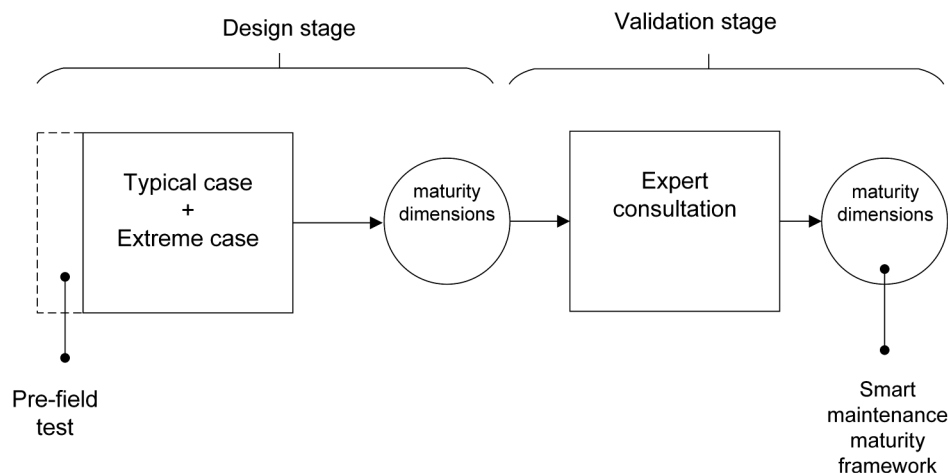 Design stage
Validation stage
Typical case
+
Extreme case
maturity
dimensions
Expert
consultation
maturity
dimensions
Pre-field
test
Smart
maintenance
maturity
framework